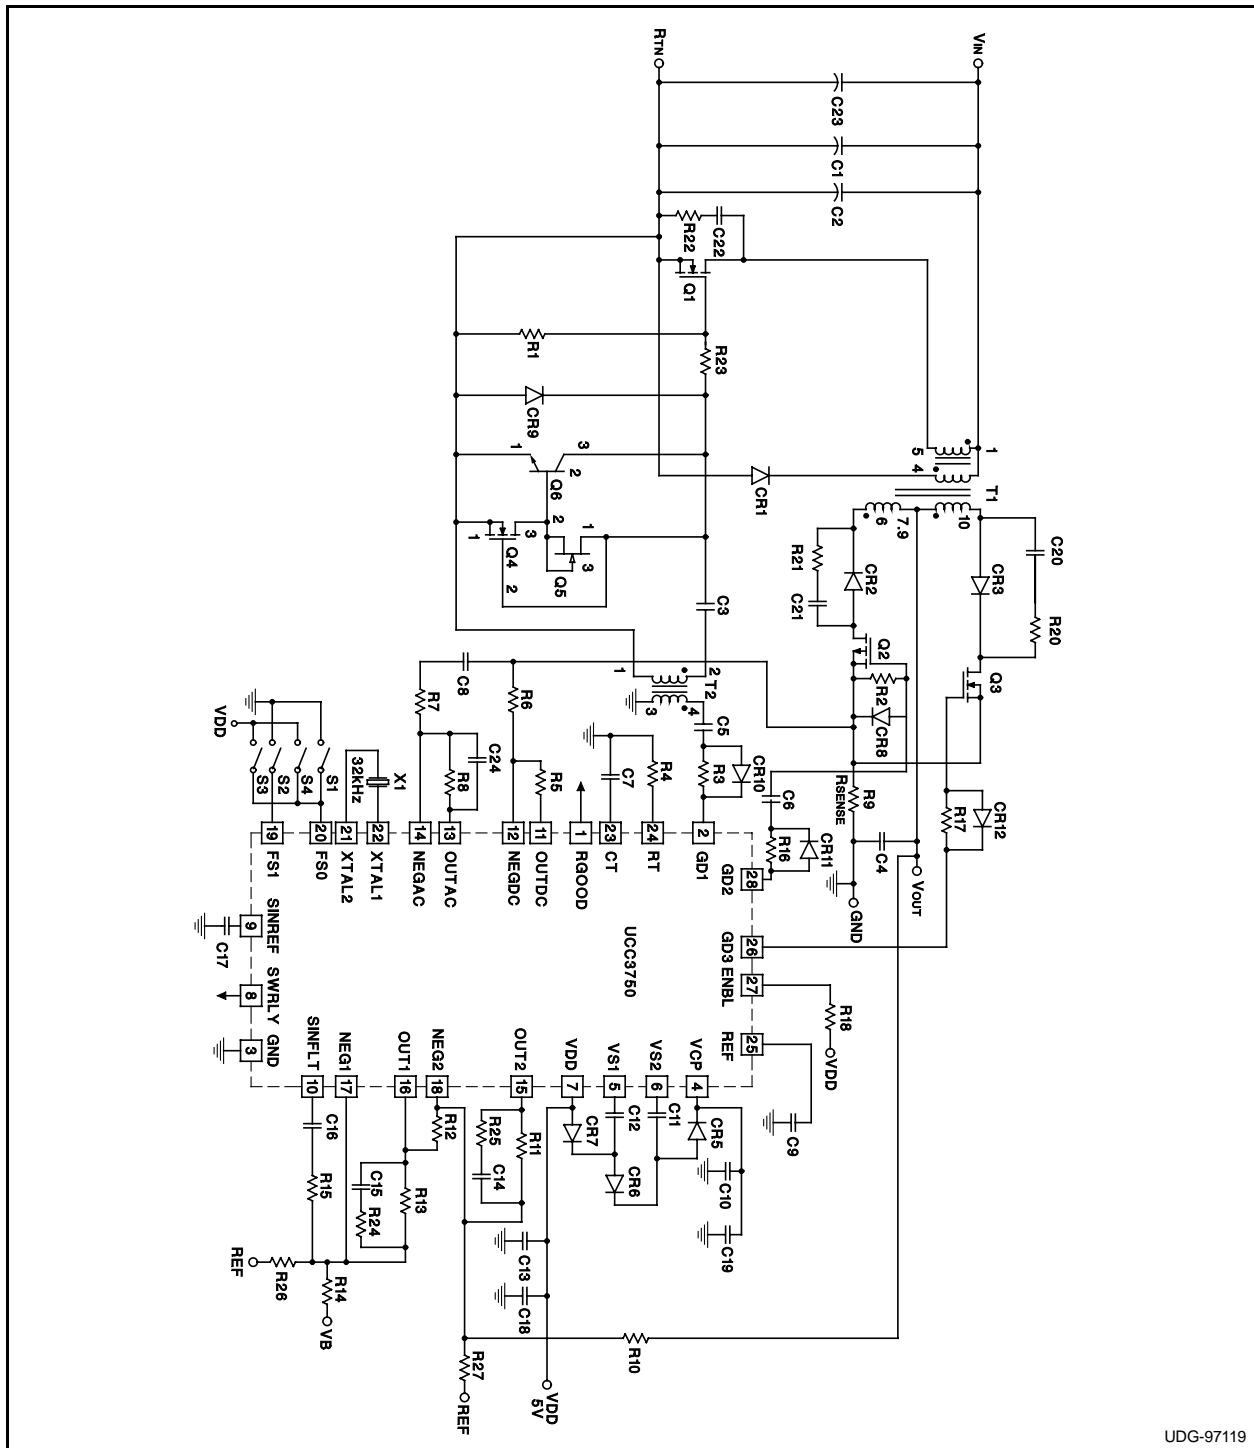 RTN
VIN
C23
C1
C2
R22
C22
Q1
R1
R23
CR9
1
5
4
T1
CR1
6
7.9
10
C20
3
1
2
Q6
R21
CR2
CR3
2
1
3
Q4
2
1
3
Q5
C3
C21
R20
Q2
Q3
C8
1
2
T2
R2
R7
R6
3
4
CR8
VDD
C5
S1
S4
S2
S3
32kHz
X1
R8
C24
R5
C7
R4
R3
CR10
C6
RSENSE
R9
R17
CR12
R16
CR11
C4
19
20
21
22
14
13
12
11
1
23
24
2
FS1
FS0
XTAL2
XTAL1
NEGAC
OUTAC
NEGDC
OUTDC
RGOOD
CT
RT
GD1
28
GD2
VOUT
GND
C17
9
SINREF
UCC3750
GD3
26
ENBL
27
8
SWRLY
R18
3
GND
SINFLT
NEG1
OUT1
NEG2
OUT2
VDD
VS1
VS2
VCP
REF
25
VDD
10
17
16
18
15
7
5
6
4
C16
R12
R25
R11
CR7
C12
C11
CR5
C9
R15
C15
R13
C14
CR6
C10
R24
REF
R26
R14
C13
C19
VB
C18
R27
R10
REF
VDD
5V
UDG-97119